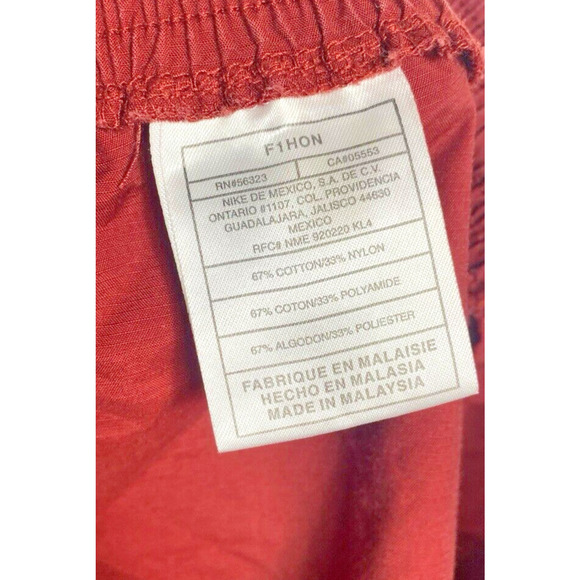 F1HON
RN#56323 CA#05553
NIKE DE MEXICO, S.A. DE C.V.
ONTARIO #1107, COL. PROVIDENCIA
GUADALAJARA, JALISCO 44630
MEXICO
RFC# NME 920220 KL4
67% COTTON/33% NYLON
67% COTON/33% POLYAMIDE
67% ALGODON/33% POLIESTER
FABRIQUE EN MALAISIE
HECHO EN MALASIA
MADE IN MALAYSIA